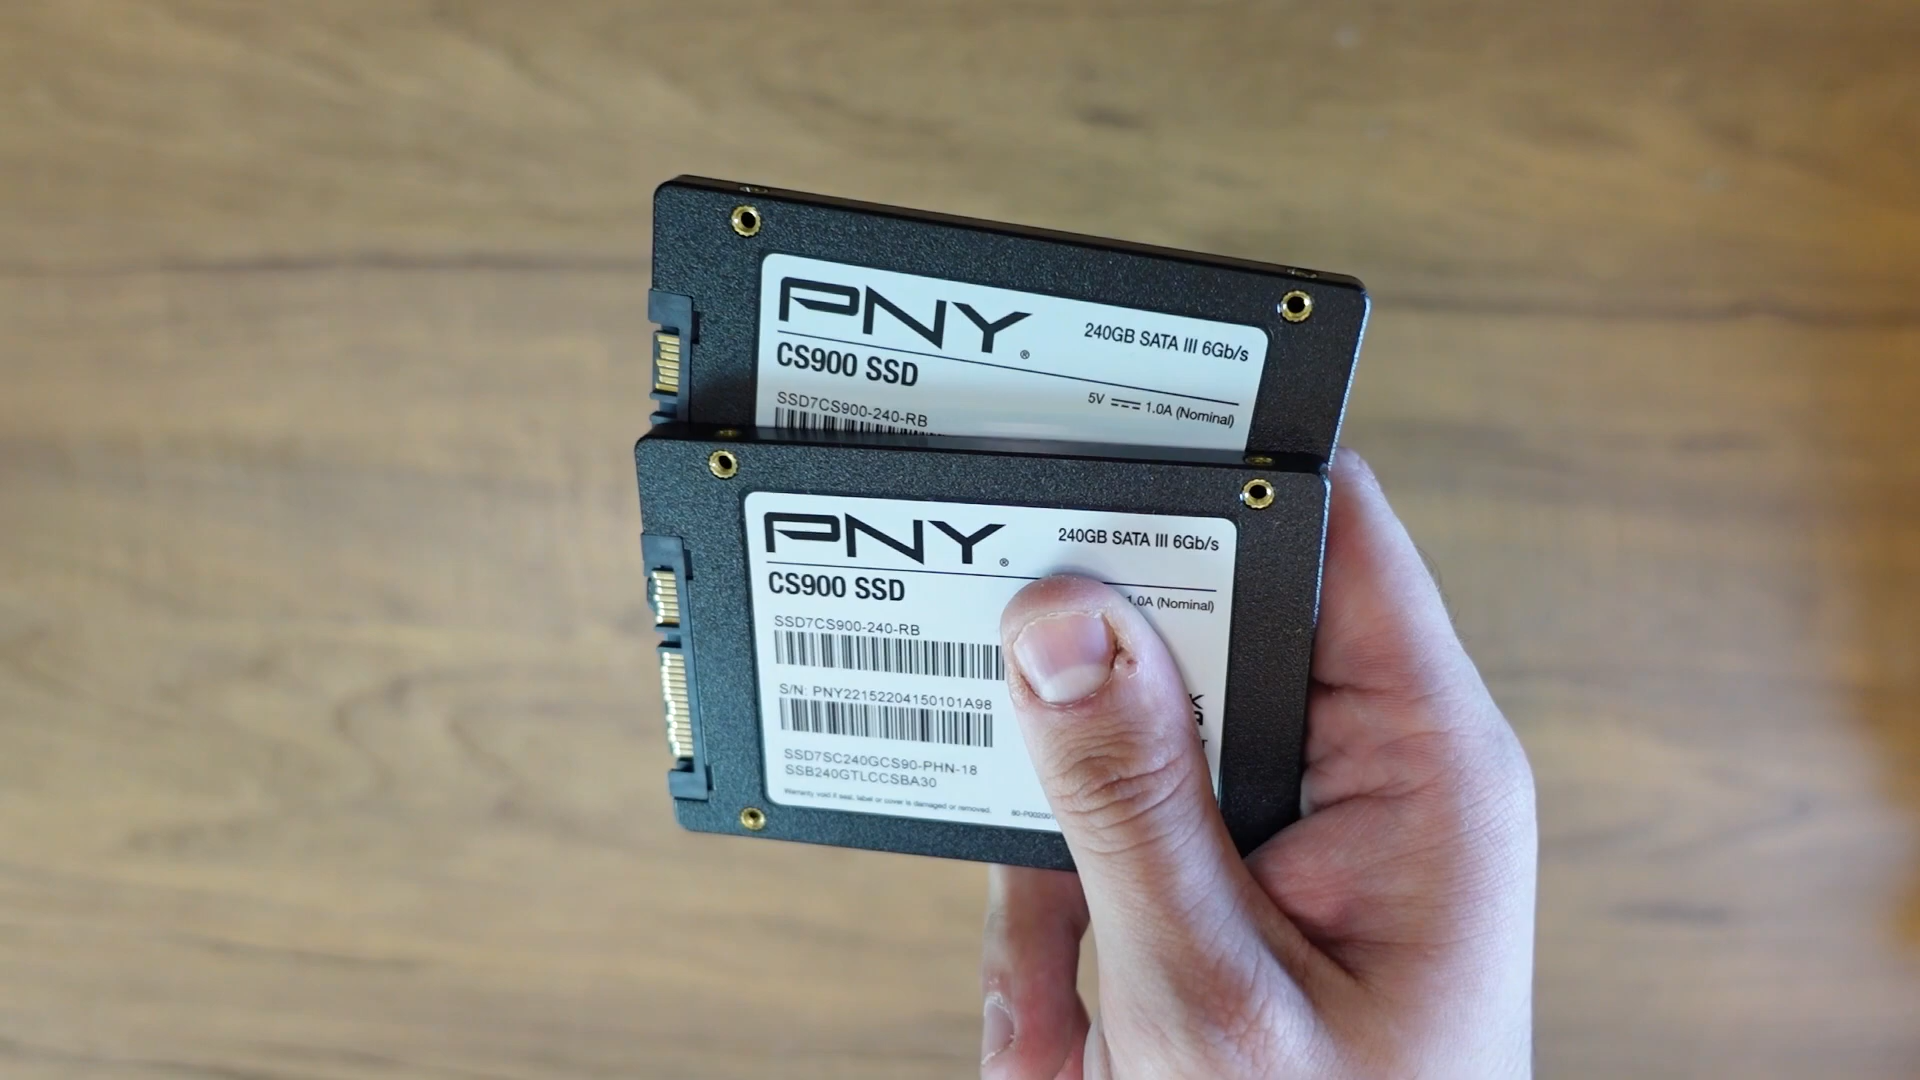 PNY®
240GB SATA III 6Gb/s
CS900 SSD
5V 1.0A (Nominal)
SSD7CS900-240-RB
PNY®
240GB SATA III 6Gb/s
CS900 SSD
1.0A (Nominal)
SSD7CS900-240-RB
S/N: PNY22152204150101A98
SSD7SC240GCS90-PHN-18
SSB240GTLCCSBA30
Warranty void if seal, label or cover is damaged or removed.